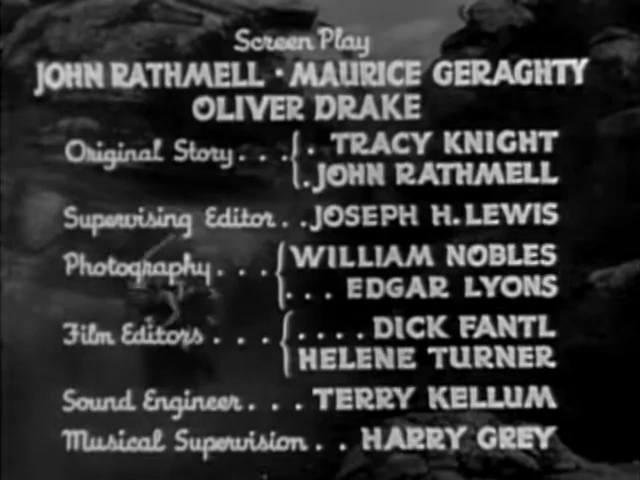 Screen Play
JOHN RATHMELL · MAURICE GERAGHTY
OLIVER DRAKE
Original Story . . . { . TRACY KNIGHT
. JOHN RATHMELL
Supervising Editor . . JOSEPH H. LEWIS
Photography . . . { WILLIAM NOBLES
. . . EDGAR LYONS
Film Editors . . . { . . . . DICK FANTL
HELENE TURNER
Sound Engineer . . . TERRY KELLUM
Musical Supervision . . HARRY GREY